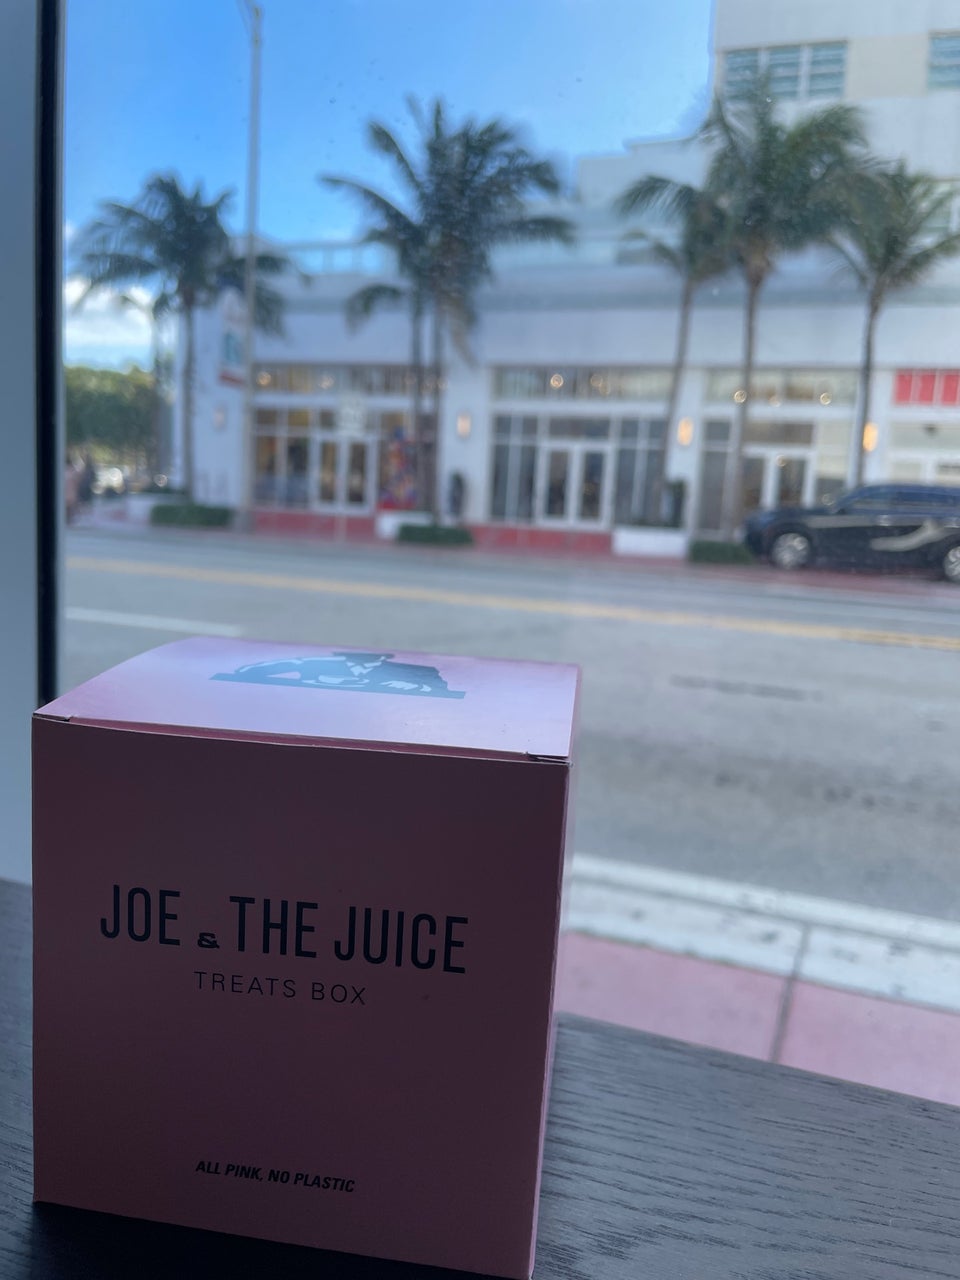 JOE & THE JUICE
TREATS BOX
ALL PINK, NO PLASTIC